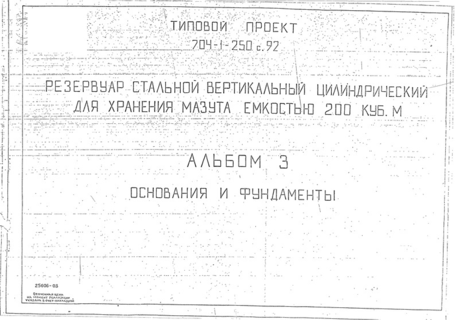 ТИПОВОЙ ПРОЕКТ
704-1-250 с.92
РЕЗЕРВУАР СТАЛЬНОЙ ВЕРТИКАЛЬНЫЙ ЦИЛИНДРИЧЕСКИЙ
ДЛЯ ХРАНЕНИЯ МАЗУТА ЕМКОСТЬЮ 200 КУБ. М
АЛЬБОМ 3
ОСНОВАНИЯ И ФУНДАМЕНТЫ